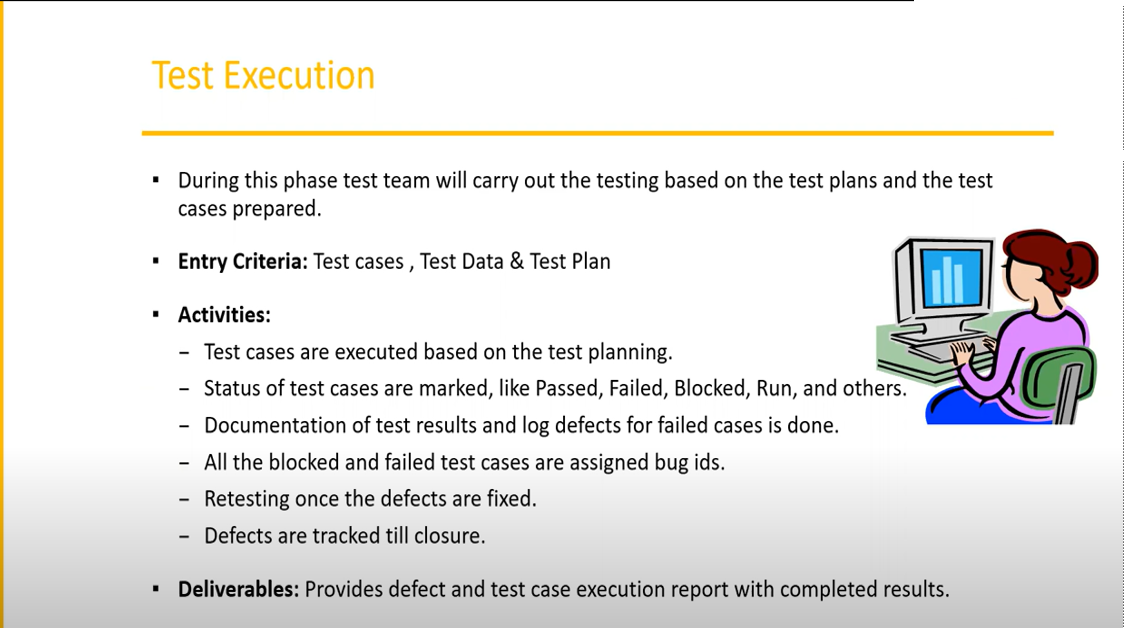 Test Execution
▪ During this phase test team will carry out the testing based on the test plans and the test
cases prepared.
▪ Entry Criteria: Test cases , Test Data & Test Plan
▪ Activities:
– Test cases are executed based on the test planning.
– Status of test cases are marked, like Passed, Failed, Blocked, Run, and others.
– Documentation of test results and log defects for failed cases is done.
– All the blocked and failed test cases are assigned bug ids.
– Retesting once the defects are fixed.
– Defects are tracked till closure.
▪ Deliverables: Provides defect and test case execution report with completed results.